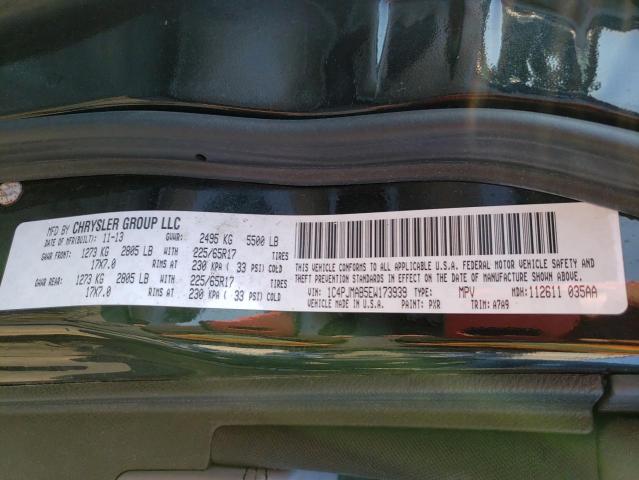 MFD BY CHRYSLER GROUP LLC
DATE OF MFR(BUILT): 11-13 GVWR: 2495 KG 5500 LB
GAWR FRONT: 1273 KG 2805 LB WITH 225/65R17 TIRES
17X7.0 RIMS AT 230 KPA ( 33 PSI) COLD
GAWR REAR: 1273 KG 2805 LB WITH 225/65R17 TIRES
17X7.0 RIMS AT 230 KPA ( 33 PSI) COLD
THIS VEHICLE CONFORMS TO ALL APPLICABLE U.S.A. FEDERAL MOTOR VEHICLE SAFETY AND
THEFT PREVENTION STANDARDS IN EFFECT ON THE DATE OF MANUFACTURE SHOWN ABOVE.
VIN: 1C4PJMAB5EW173939 TYPE: MPV MDH:112611 035AA
VEHICLE MADE IN U.S.A. PAINT: PXR TRIM: A7A9